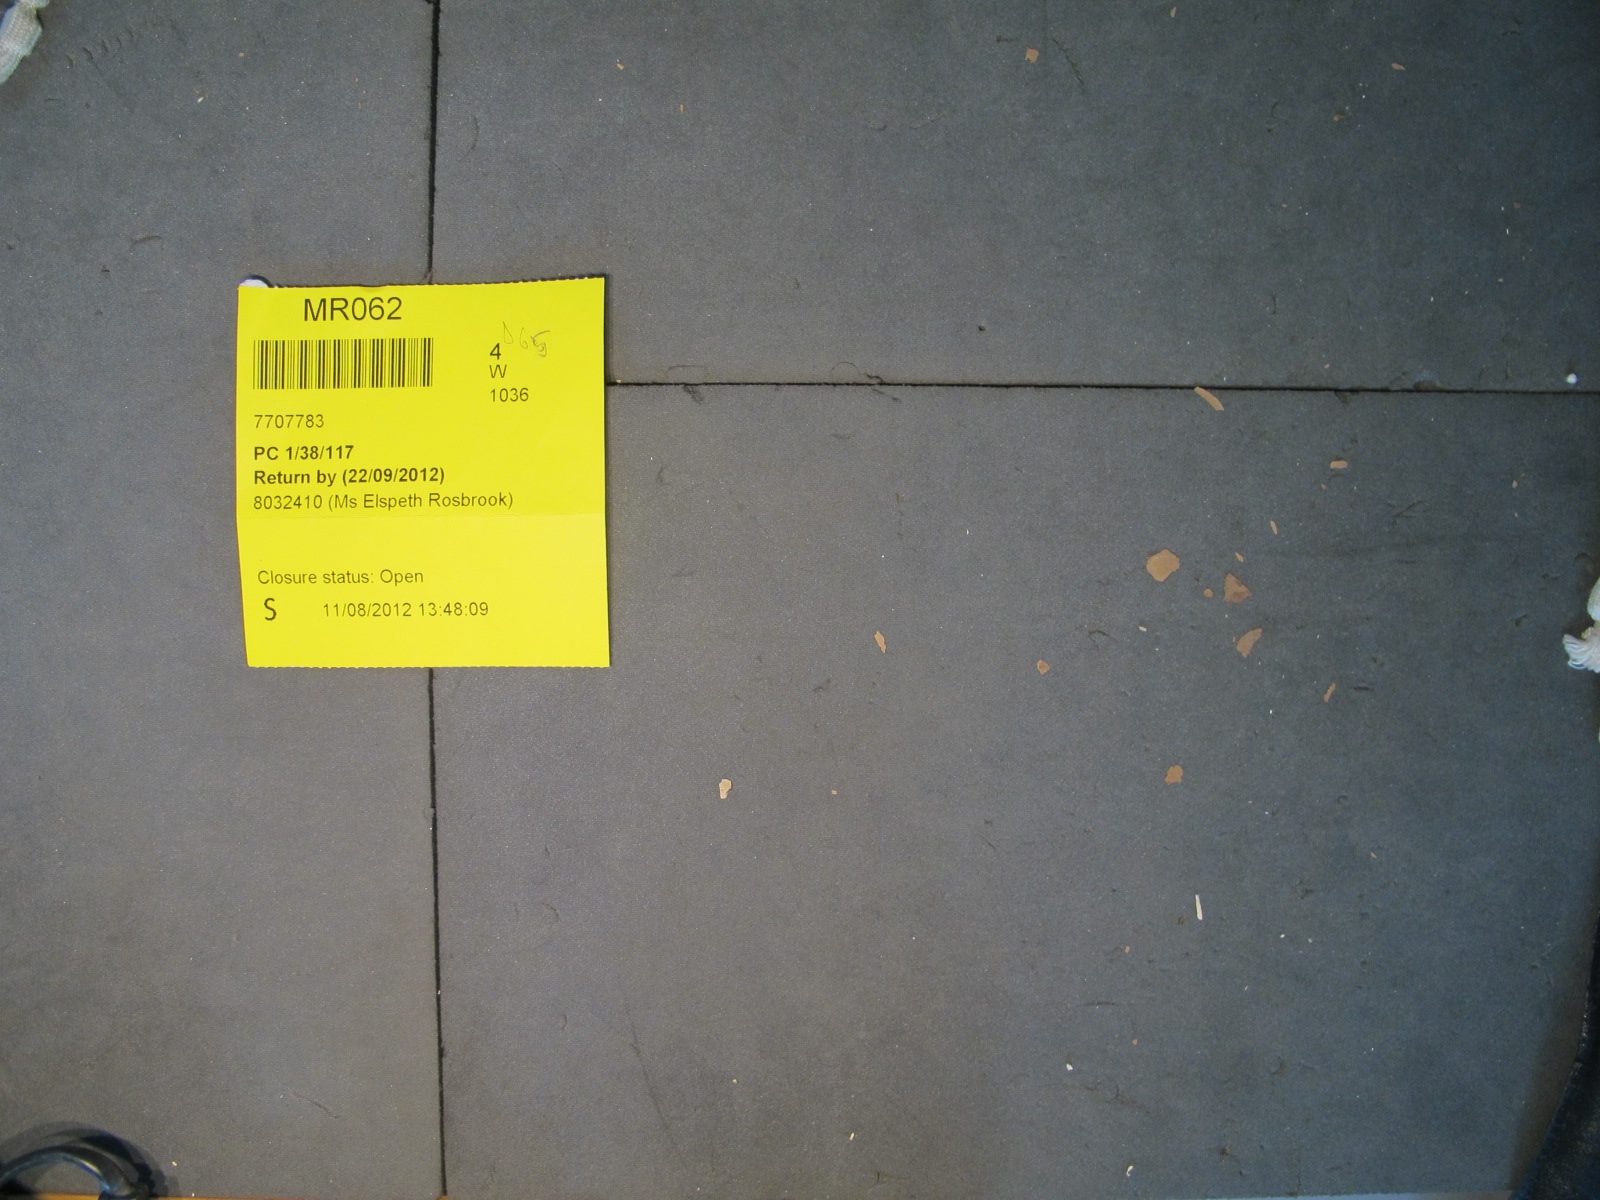 MR062
4
W
1036
7707783
PC 1/38/117
Return by (22/09/2012)
8032410 (Ms Elspeth Rosbrook)
Closure status: Open
S 11/08/2012 13:48:09